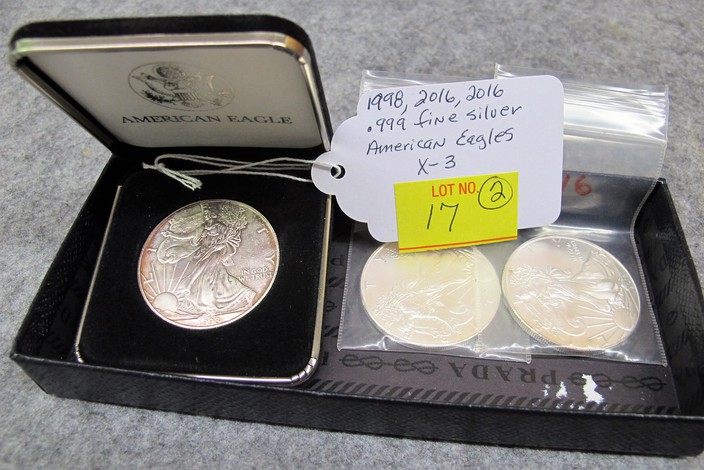 AMERICAN EAGLE
1998, 2016, 2016
.999 fine silver
American Eagles
X-3
LOT NO. 2
17
LIBERTY
IN GOD
WE TRUST
PRADA